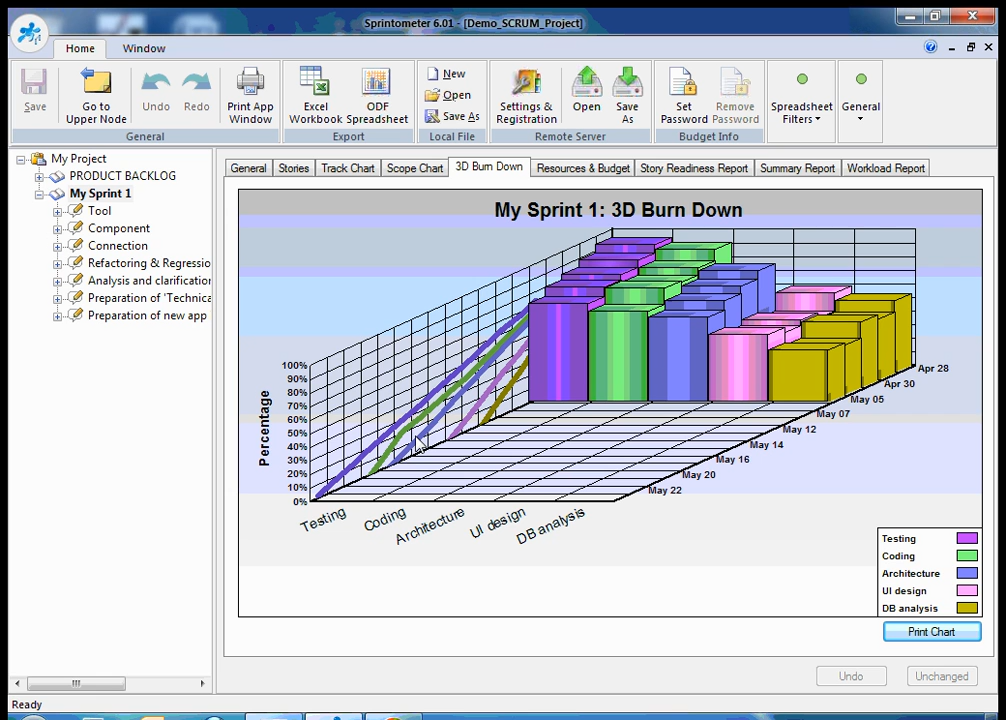 Sprintometer 6.01 - [Demo_SCRUM_Project]
Home
Window
Save
Go to
Upper Node
Undo
Redo
Print App
Window
Excel
Workbook
ODF
Spreadsheet
New
Open
Save As
Settings &
Registration
Open
Save
As
Set
Password
Remove
Password
Spreadsheet
Filters
General
General
Export
Local File
Remote Server
Budget Info
My Project
PRODUCT BACKLOG
My Sprint 1
Tool
Component
Connection
Refactoring & Regressio
Analysis and clarification
Preparation of 'Technica
Preparation of new app
General
Stories
Track Chart
Scope Chart
3D Burn Down
Resources & Budget
Story Readiness Report
Summary Report
Workload Report
My Sprint 1: 3D Burn Down
Percentage
100%
90%
80%
70%
60%
50%
40%
30%
20%
10%
0%
Testing
Coding
Architecture
UI design
DB analysis
Apr 28
Apr 30
May 05
May 07
May 12
May 14
May 16
May 20
May 22
Testing
Coding
Architecture
UI design
DB analysis
Print Chart
Undo
Unchanged
Ready